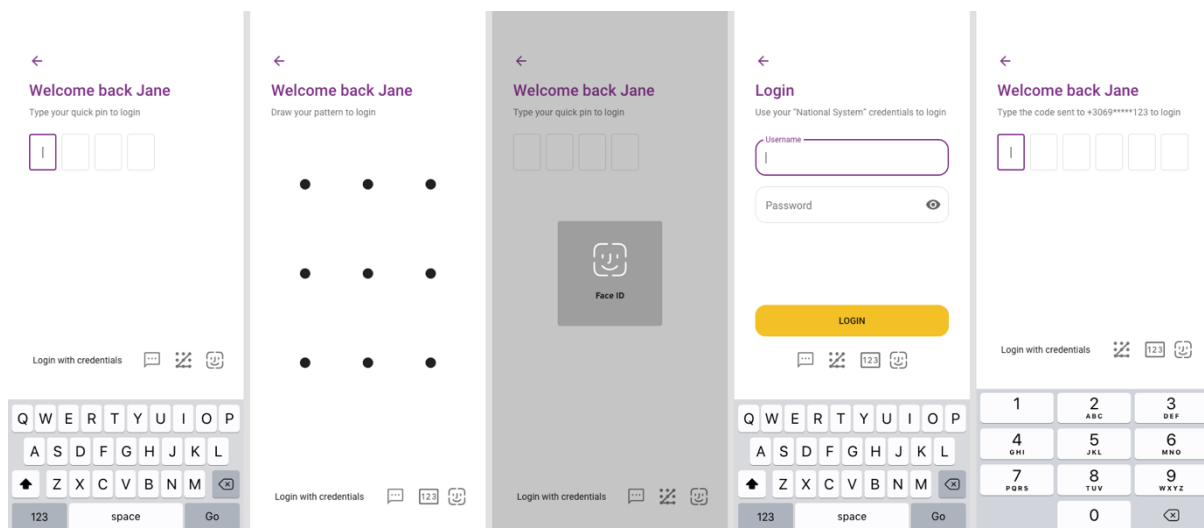 Welcome back Jane
Type your quick pin to login
Login with credentials
123
Q W E R T Y U I O P
A S D F G H J K L
Z X C V B N M
123 space Go
Welcome back Jane
Draw your pattern to login
Login with credentials
123
Welcome back Jane
Type your quick pin to login
Face ID
Login with credentials
Login
Use your "National System" credentials to login
Username
Password
LOGIN
123
Q W E R T Y U I O P
A S D F G H J K L
Z X C V B N M
123 space Go
Welcome back Jane
Type the code sent to +3069*****123 to login
Login with credentials
123
1 2 3
ABC DEF
4 5 6
GHI JKL MNO
7 8 9
PQRS TUV WXYZ
0